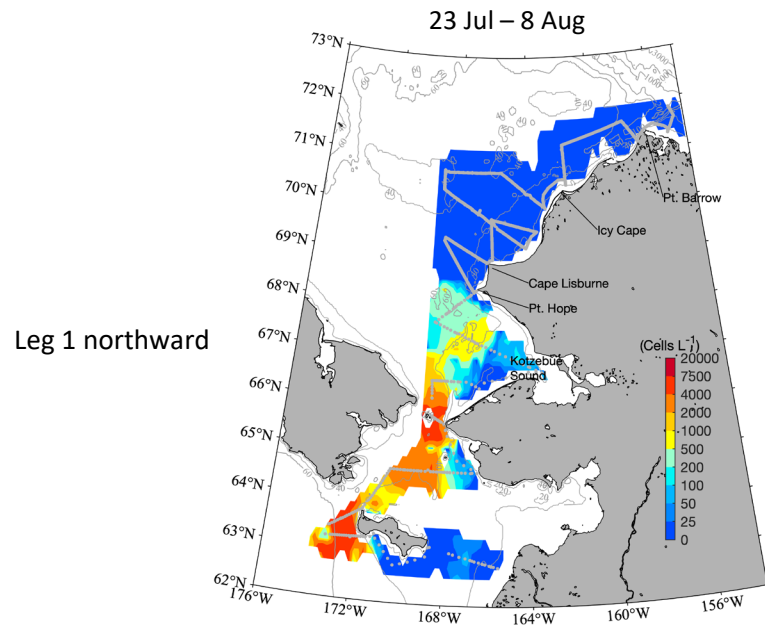 23 Jul – 8 Aug
Leg 1 northward
73°N
72°N
71°N
70°N
69°N
68°N
67°N
66°N
65°N
64°N
63°N
62°N
176°W
172°W
168°W
164°W
160°W
156°W
Pt. Barrow
Icy Cape
Cape Lisburne
Pt. Hope
Kotzebue
Sound
(Cells L⁻¹)
20000
7500
4000
2000
1000
500
200
100
50
25
0